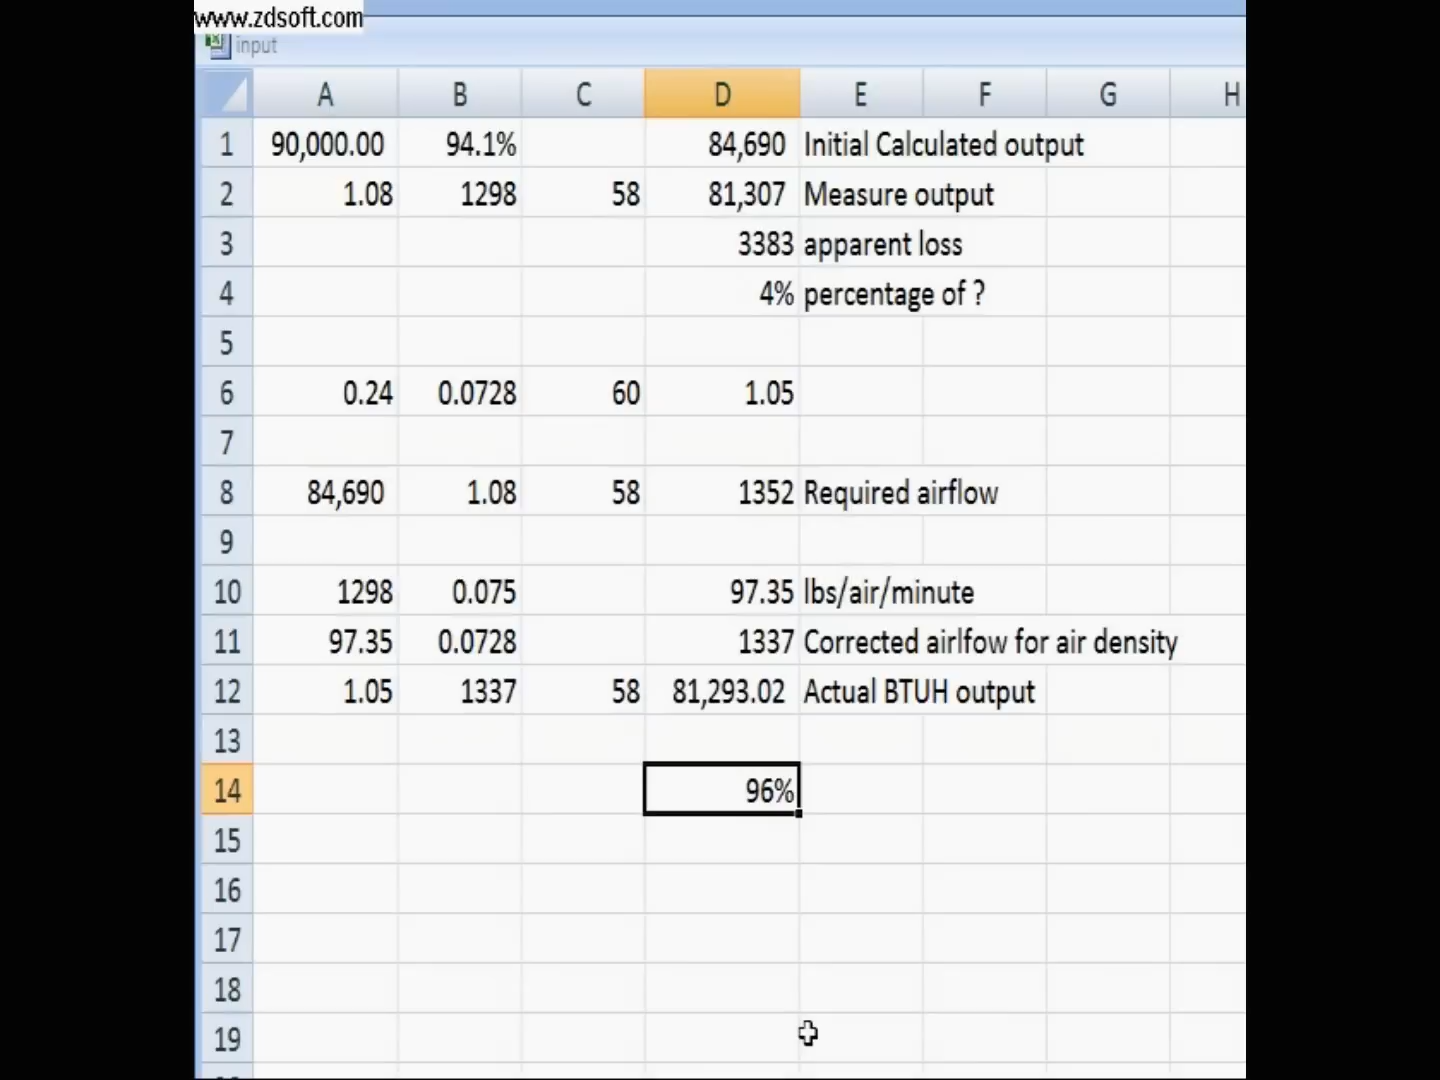 www.zdsoft.com
input
A B C D E F G H
1 90,000.00 94.1% 84,690 Initial Calculated output
2 1.08 1298 58 81,307 Measure output
3 3383 apparent loss
4 4% percentage of ?
5
6 0.24 0.0728 60 1.05
7
8 84,690 1.08 58 1352 Required airflow
9
10 1298 0.075 97.35 lbs/air/minute
11 97.35 0.0728 1337 Corrected airlfow for air density
12 1.05 1337 58 81,293.02 Actual BTUH output
13
14 96%
15
16
17
18
19